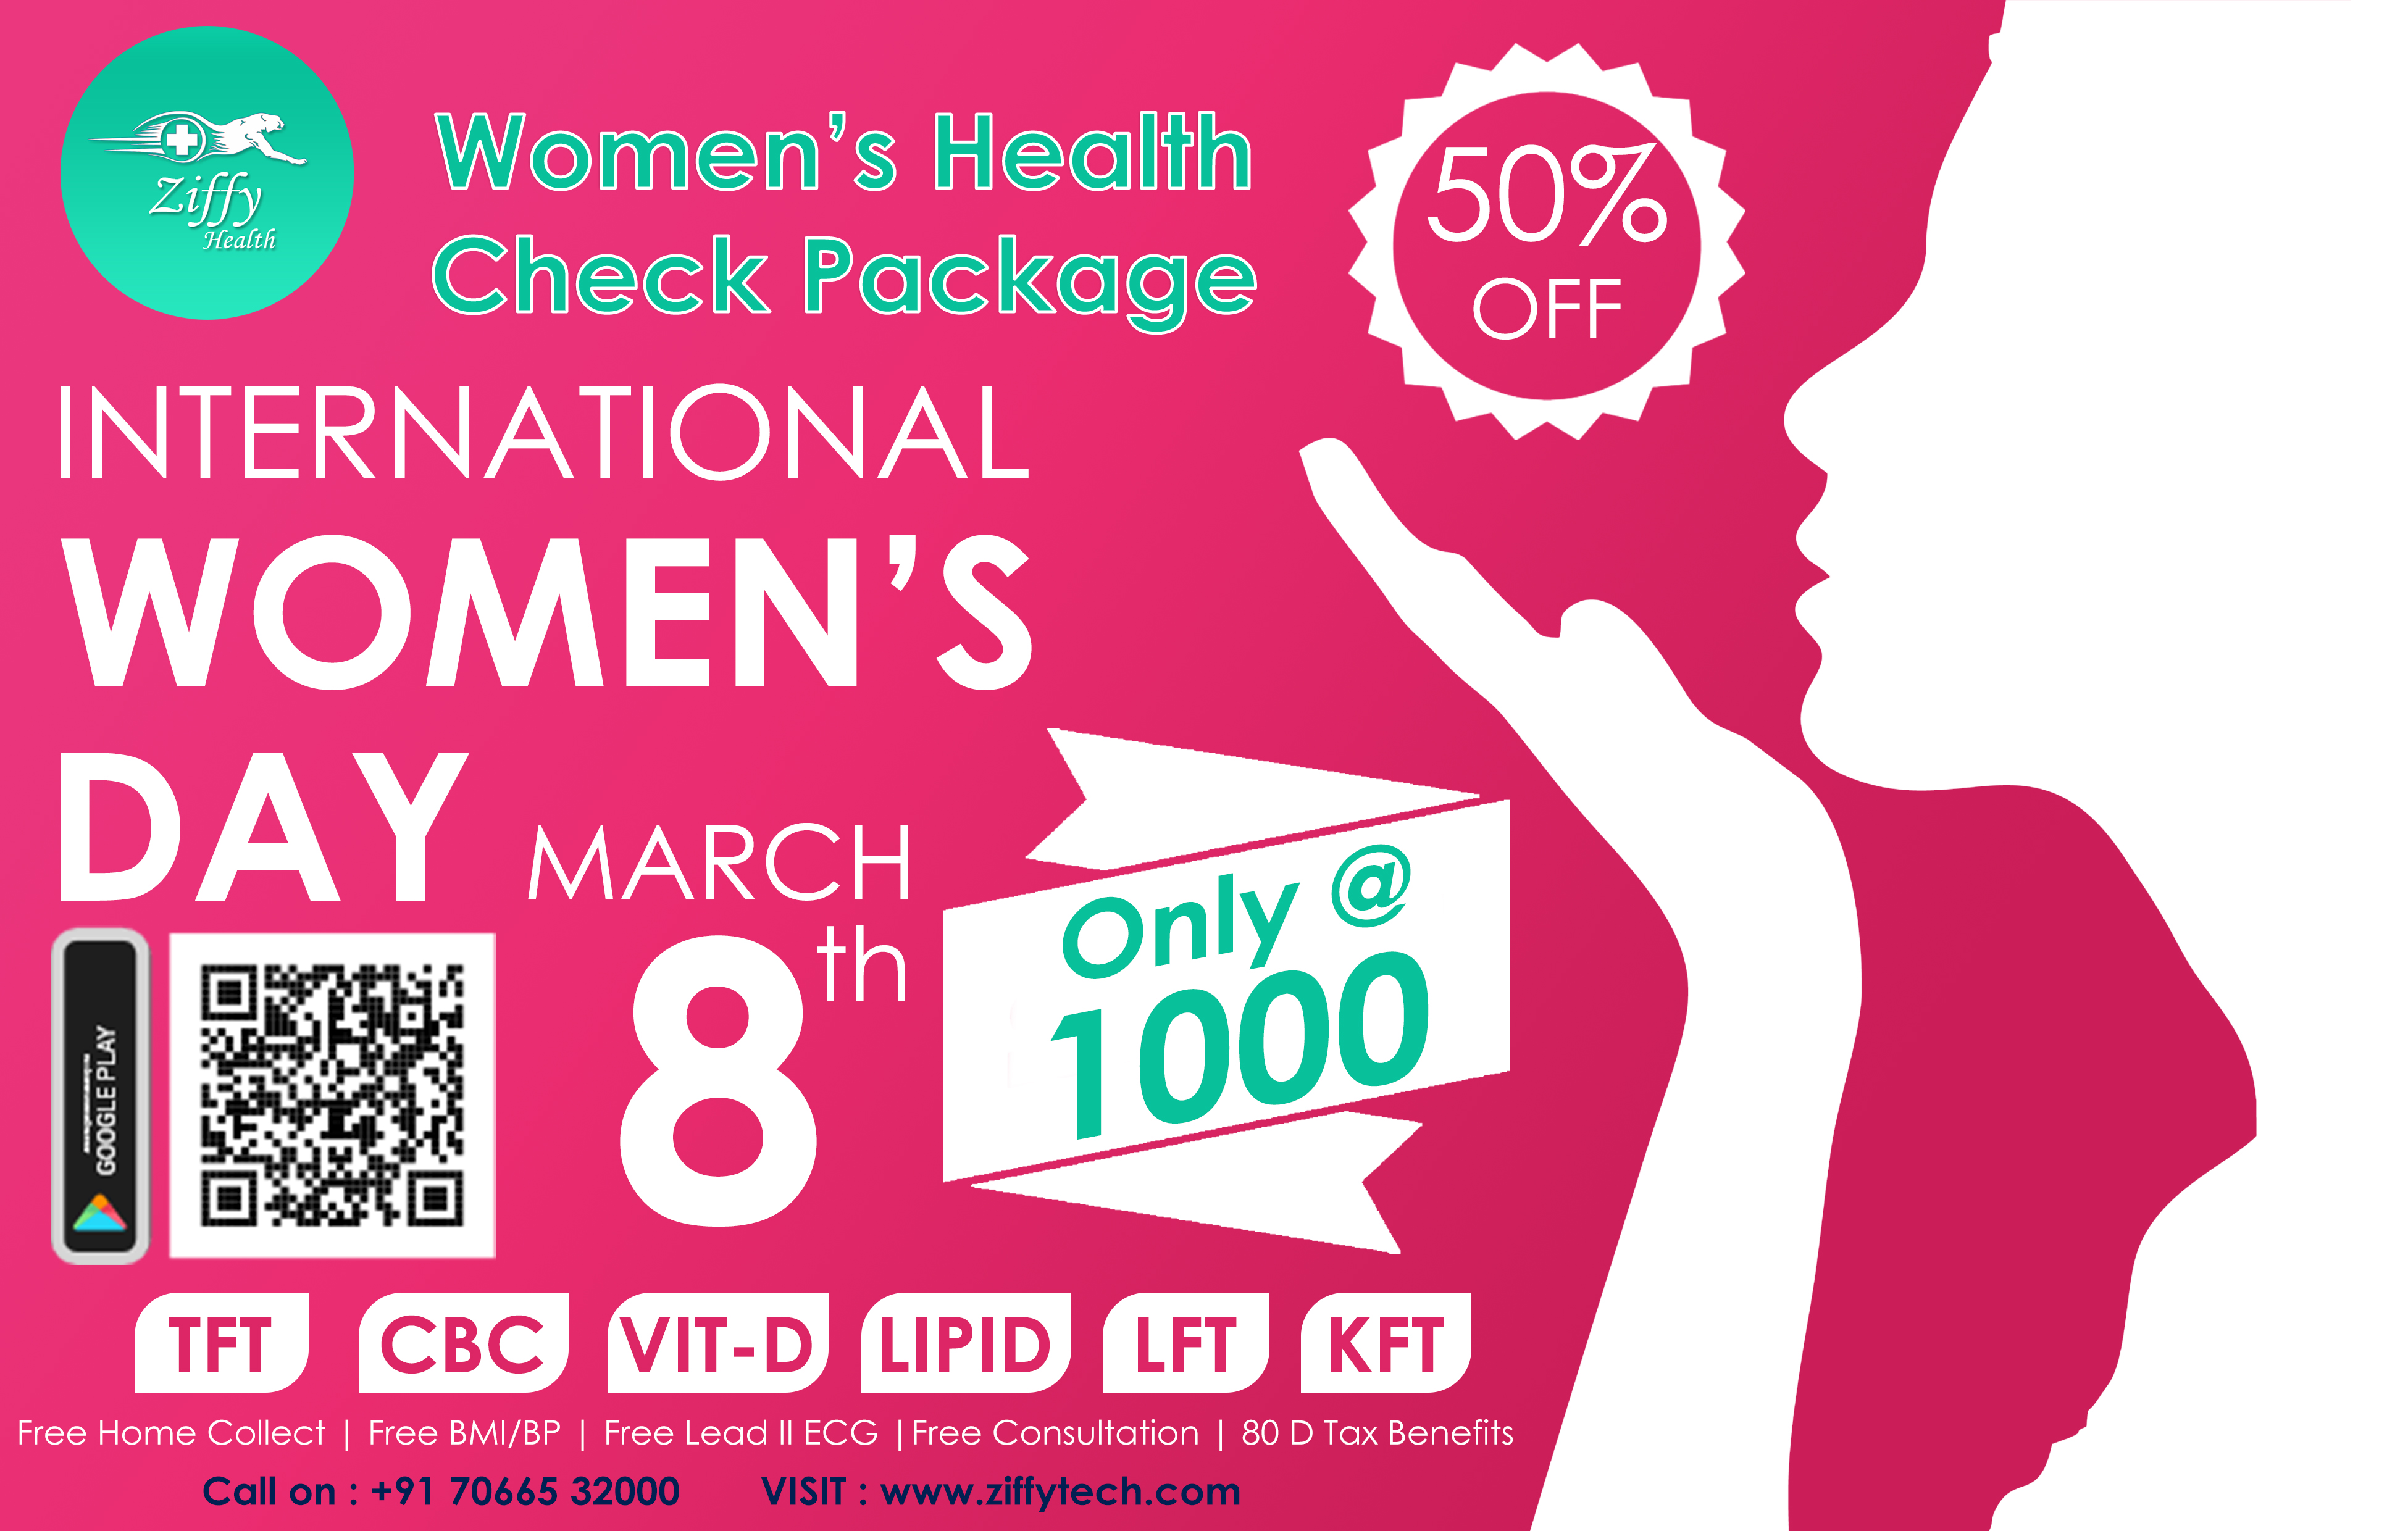 Ziffy
Health
Women's Health
Check Package
50%
OFF
INTERNATIONAL
WOMEN'S
DAY MARCH
8th
Only @
1000
GOOGLE PLAY
TFT CBC VIT-D LIPID LFT KFT
Free Home Collect | Free BMI/BP | Free Lead II ECG |Free Consultation | 80 D Tax Benefits
Call on : +91 70665 32000 VISIT : www.ziffytech.com